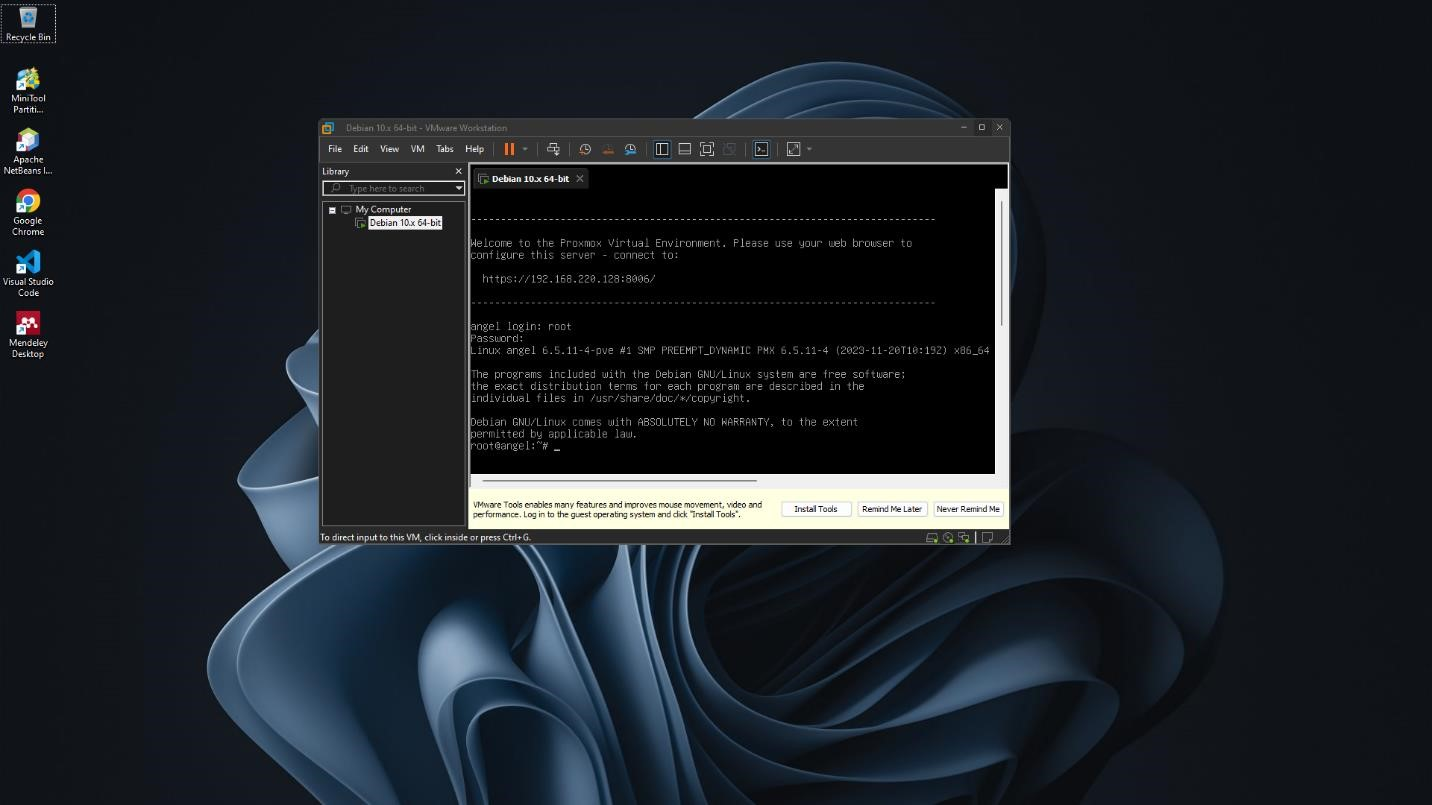 Recycle Bin
MiniTool
Partiti...
Apache
NetBeans I...
Google
Chrome
Visual Studio
Code
Mendeley
Desktop
Debian 10.x 64-bit - VMware Workstation
File Edit View VM Tabs Help
Library
Type here to search
My Computer
Debian 10.x 64-bit
Debian 10.x 64-bit
-------------------------------------------------------------------------------
Welcome to the Proxmox Virtual Environment. Please use your web browser to
configure this server - connect to:
https://192.168.220.128:8006/
-------------------------------------------------------------------------------
angel login: root
Password:
Linux angel 6.5.11-4-pve #1 SMP PREEMPT_DYNAMIC PMX 6.5.11-4 (2023-11-20T10:19Z) x86_64
The programs included with the Debian GNU/Linux system are free software;
the exact distribution terms for each program are described in the
individual files in /usr/share/doc/*/copyright.
Debian GNU/Linux comes with ABSOLUTELY NO WARRANTY, to the extent
permitted by applicable law.
root@angel:~# _
VMware Tools enables many features and improves mouse movement, video and
performance. Log in to the guest operating system and click "Install Tools".
Install Tools
Remind Me Later
Never Remind Me
To direct input to this VM, click inside or press Ctrl+G.